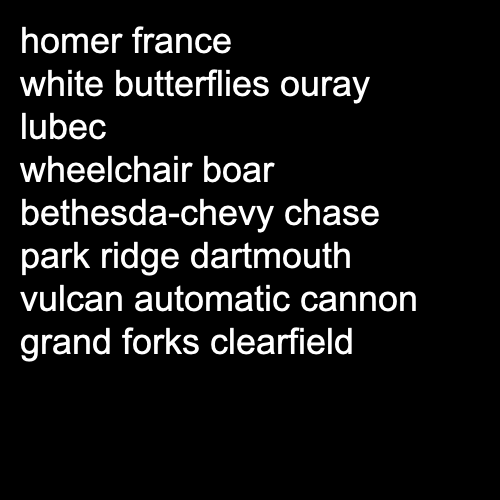 homer france
white butterflies ouray
lubec
wheelchair boar
bethesda-chevy chase
park ridge dartmouth
vulcan automatic cannon
grand forks clearfield